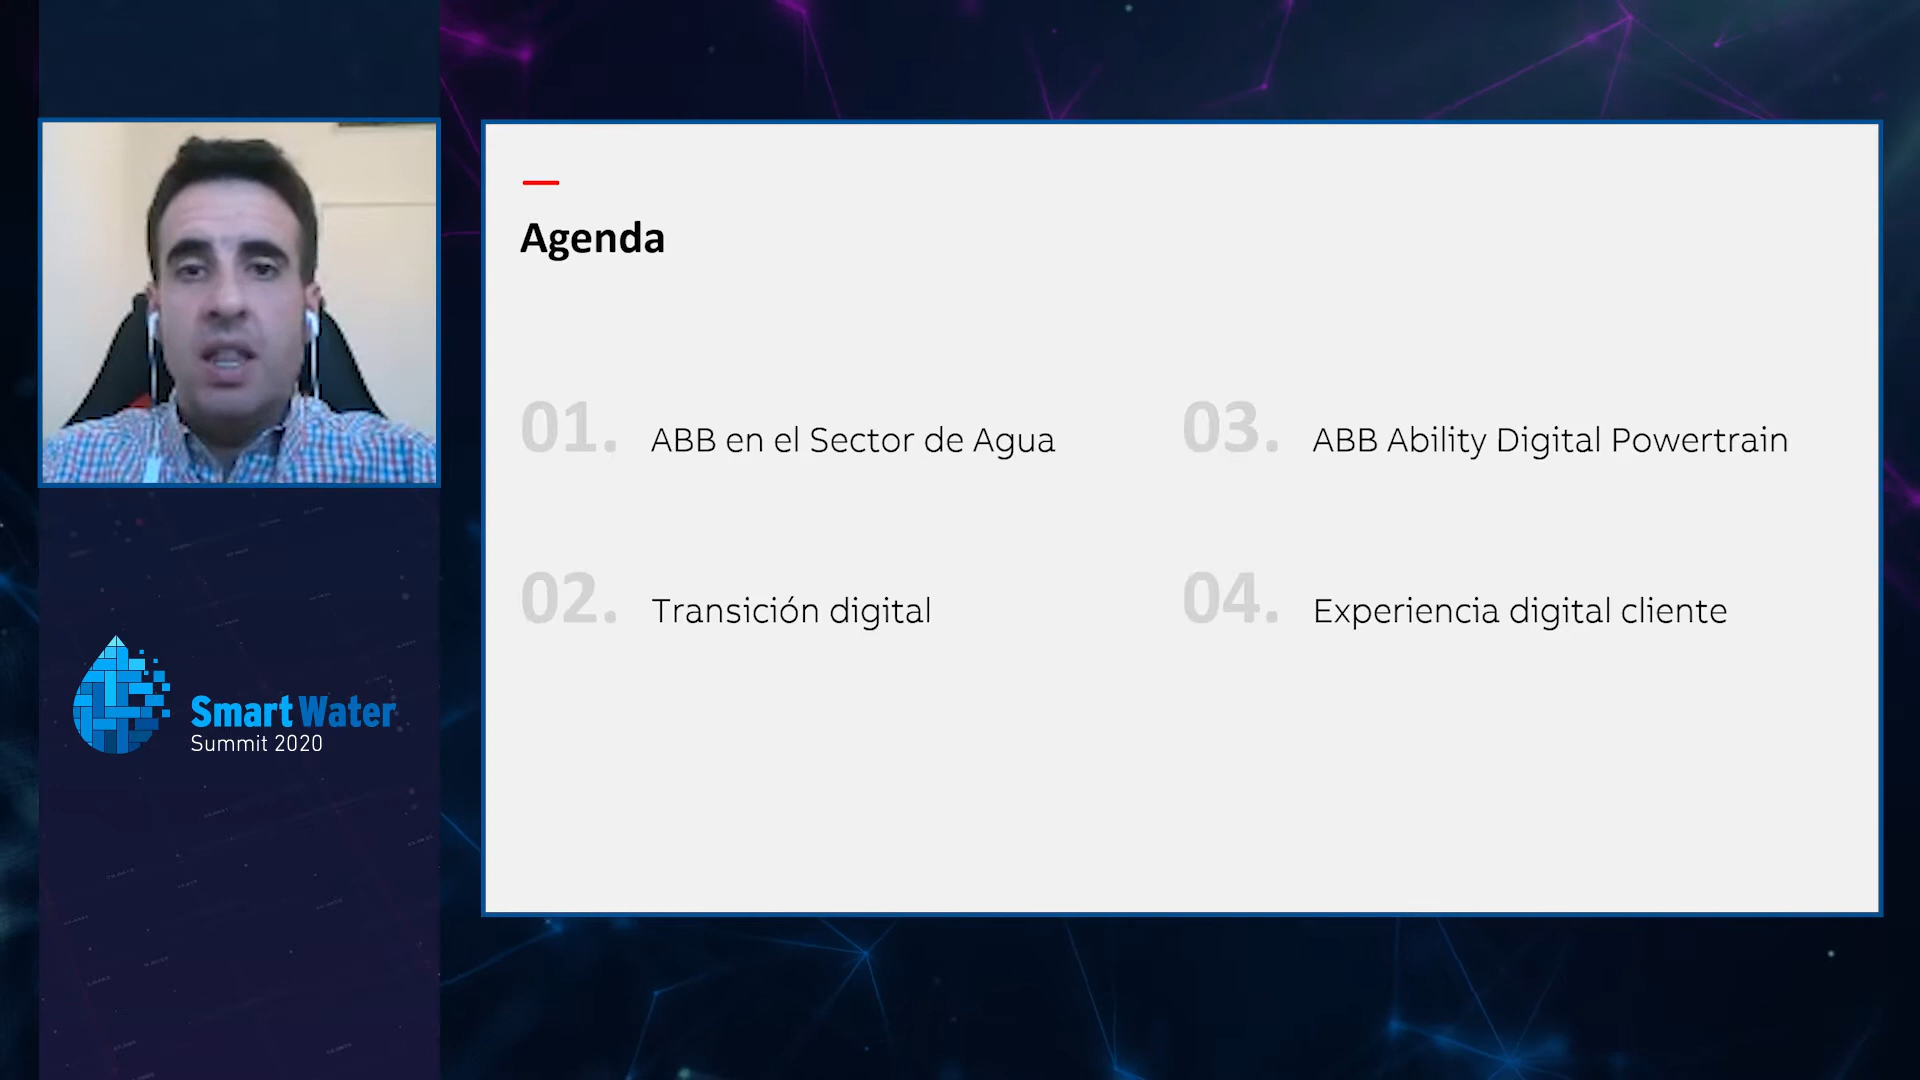 Agenda
01. ABB en el Sector de Agua
02. Transición digital
03. ABB Ability Digital Powertrain
04. Experiencia digital cliente
Smart Water
Summit 2020